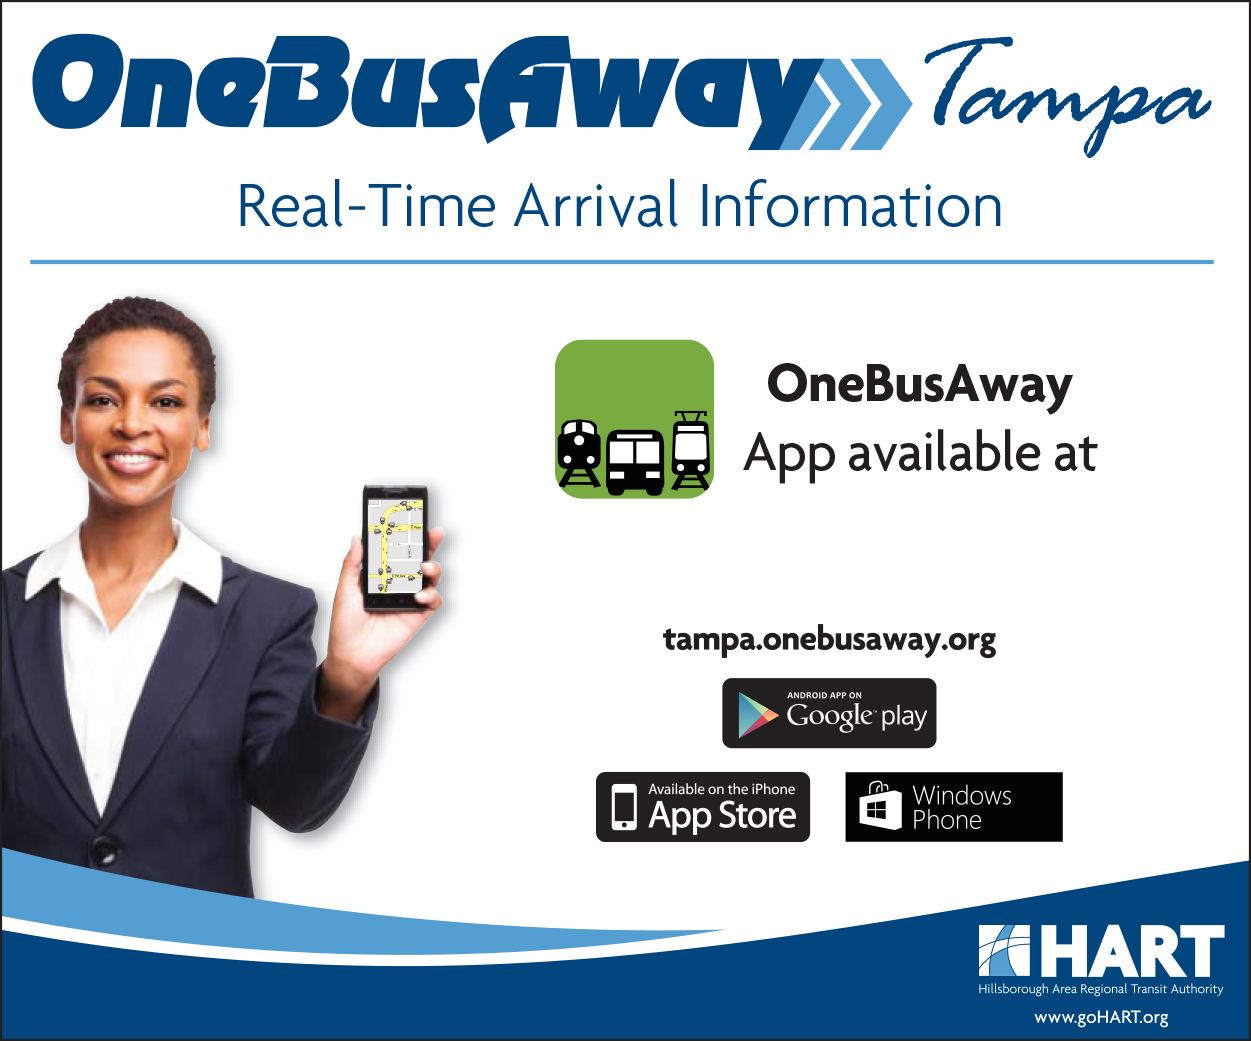 OneBusAway Tampa
Real-Time Arrival Information
OneBusAway
App available at
tampa.onebusaway.org
ANDROID APP ON
Google™ play
Available on the iPhone
App Store
Windows
Phone
HART
Hillsborough Area Regional Transit Authority
www.goHART.org